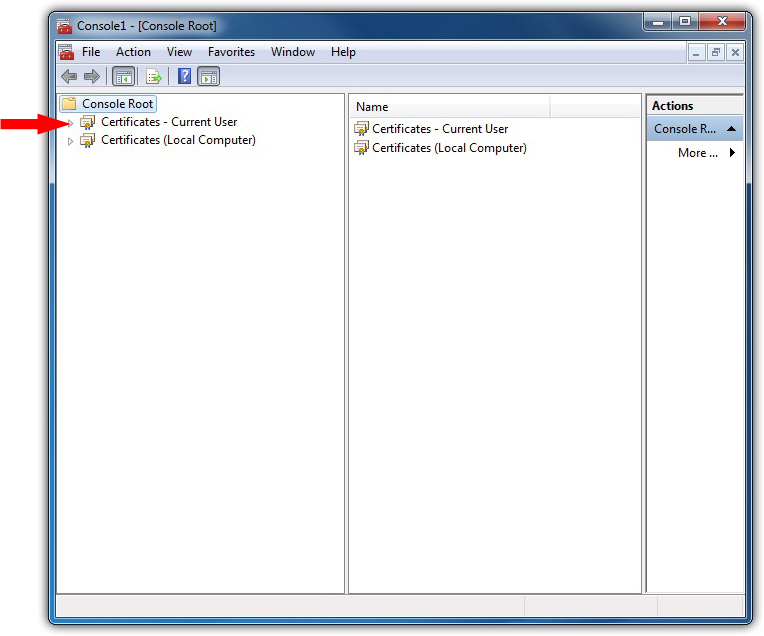 Console1 - [Console Root]
File Action View Favorites Window Help
Console Root
Certificates - Current User
Certificates (Local Computer)
Name
Certificates - Current User
Certificates (Local Computer)
Actions
Console R...
More ...